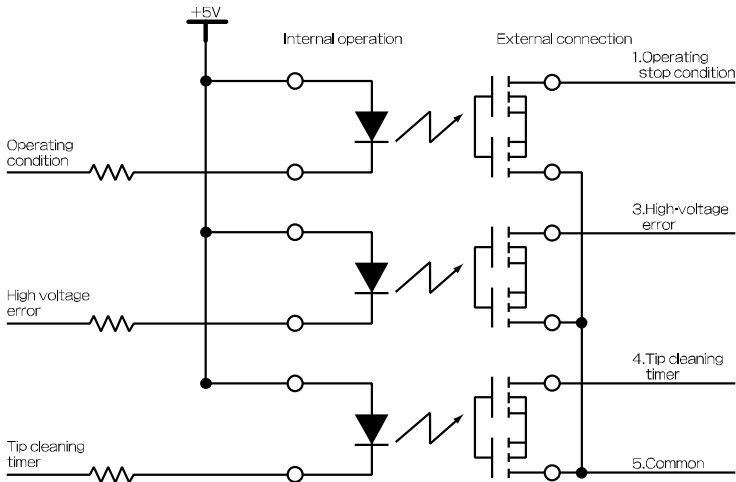 +5V
Internal operation
External connection
1.Operating
stop condition
Operating
condition
3.High-voltage
error
High voltage
error
4.Tip cleaning
timer
Tip cleaning
timer
5.Common